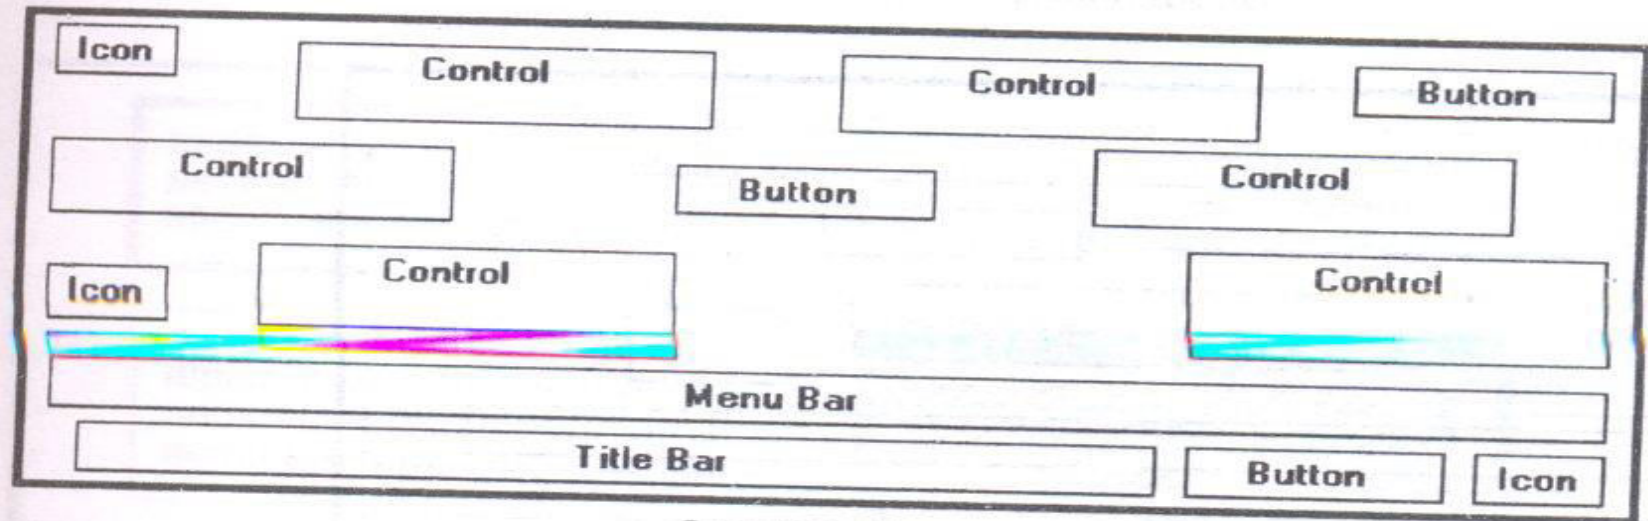 Icon Control Control Button
Control Button Control
Icon Control Control
Menu Bar
Title Bar Button Icon